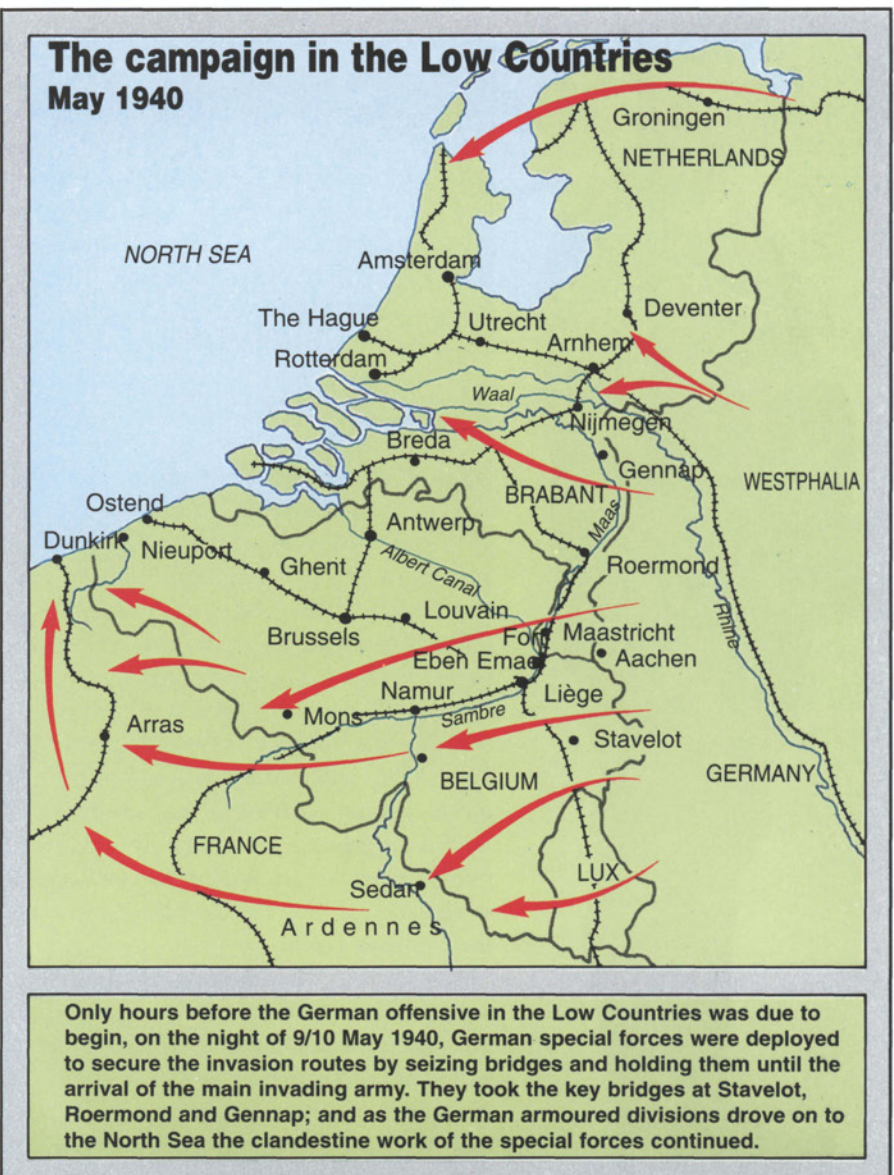 The campaign in the Low Countries
May 1940
Groningen
NETHERLANDS
NORTH SEA
Amsterdam
The Hague
Utrecht
Deventer
Rotterdam
Arnhem
Waal
Nijmegen
Breda
Gennap
WESTPHALIA
BRABANT
Ostend
Maas
Dunkirk
Nieuport
Antwerp
Ghent
Albert Canal
Roermond
Rhine
Louvain
Brussels
Fort
Eben Emael
Maastricht
Aachen
Namur
Liège
Mons
Sambre
Arras
Stavelot
BELGIUM
GERMANY
FRANCE
LUX
Sedan
Ardennes
Only hours before the German offensive in the Low Countries was due to
begin, on the night of 9/10 May 1940, German special forces were deployed
to secure the invasion routes by seizing bridges and holding them until the
arrival of the main invading army. They took the key bridges at Stavelot,
Roermond and Gennap; and as the German armoured divisions drove on to
the North Sea the clandestine work of the special forces continued.